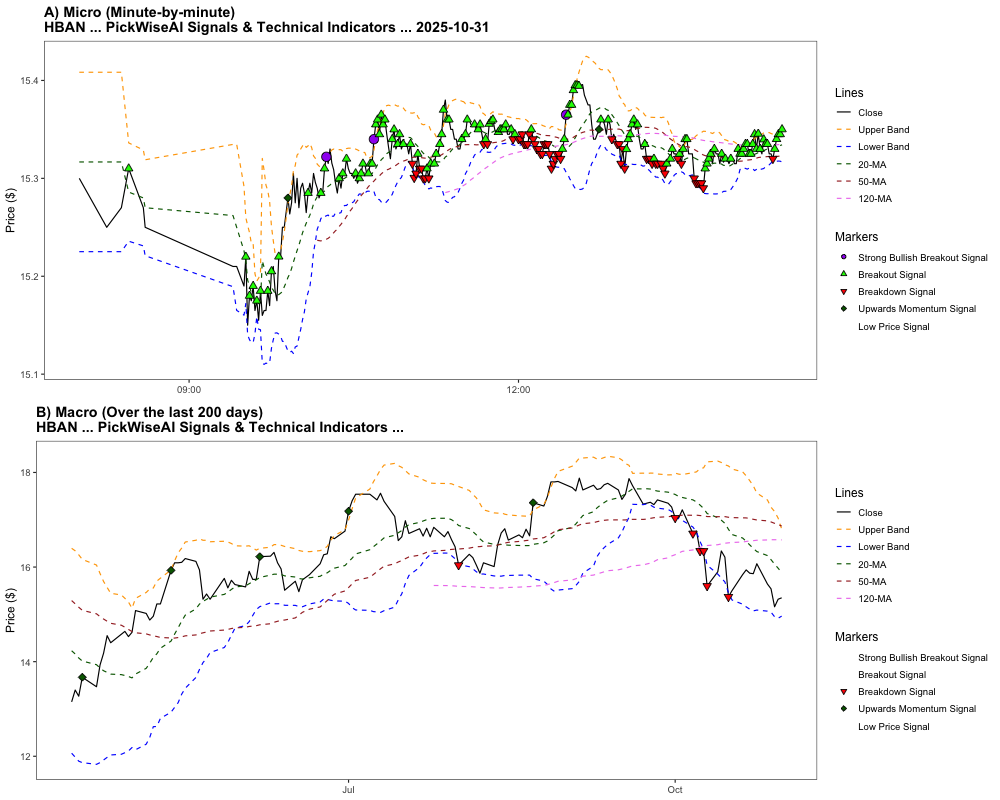 A) Micro (Minute-by-minute)
HBAN ... PickWiseAI Signals & Technical Indicators ... 2025-10-31
Price ($)
15.4
15.3
15.2
15.1
09:00
12:00
Lines
Close
Upper Band
Lower Band
20-MA
50-MA
120-MA
Markers
Strong Bullish Breakout Signal
Breakout Signal
Breakdown Signal
Upwards Momentum Signal
Low Price Signal
B) Macro (Over the last 200 days)
HBAN ... PickWiseAI Signals & Technical Indicators ...
Price ($)
18
16
14
12
Jul
Oct
Lines
Close
Upper Band
Lower Band
20-MA
50-MA
120-MA
Markers
Strong Bullish Breakout Signal
Breakout Signal
Breakdown Signal
Upwards Momentum Signal
Low Price Signal